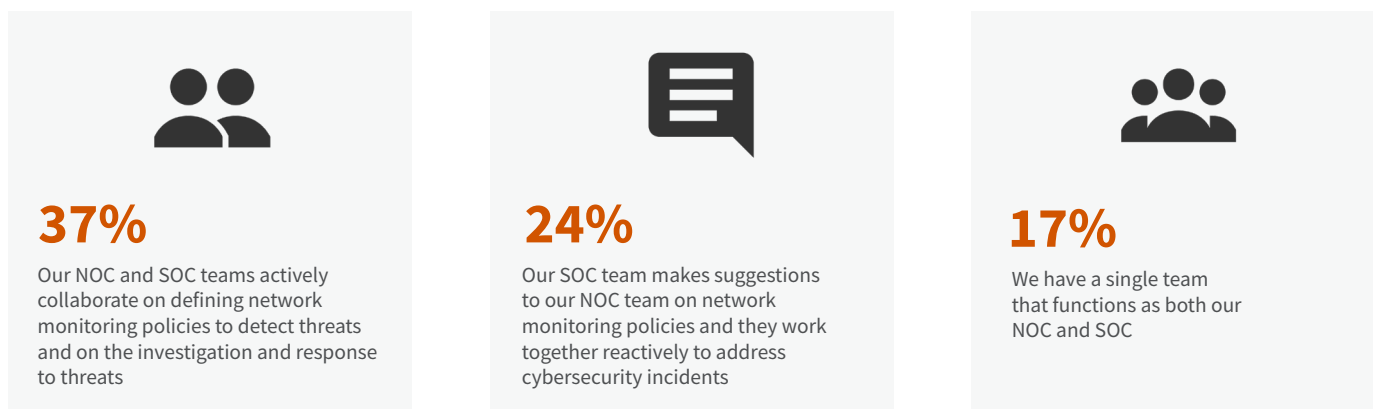 37%
Our NOC and SOC teams actively
collaborate on defining network
monitoring policies to detect threats
and on the investigation and response
to threats
24%
Our SOC team makes suggestions
to our NOC team on network
monitoring policies and they work
together reactively to address
cybersecurity incidents
17%
We have a single team
that functions as both our
NOC and SOC